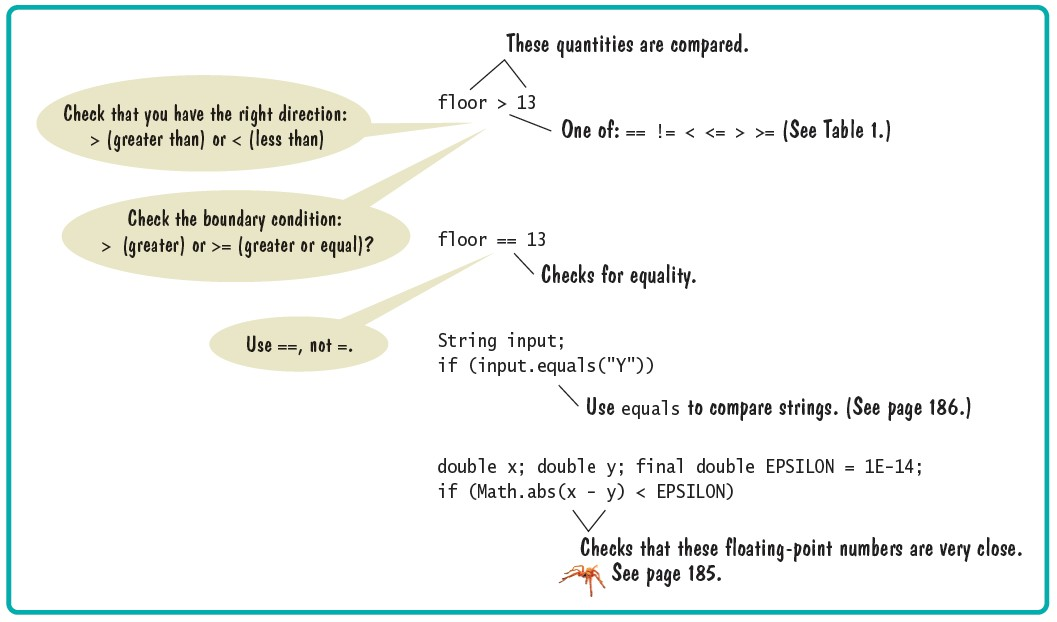 These quantities are compared.
floor > 13
Check that you have the right direction:
> (greater than) or < (less than)
One of: == != < <= > >= (See Table 1.)
Check the boundary condition:
> (greater) or >= (greater or equal)?
floor == 13
Checks for equality.
Use ==, not =.
String input;
if (input.equals("Y"))
Use equals to compare strings. (See page 186.)
double x; double y; final double EPSILON = 1E-14;
if (Math.abs(x - y) < EPSILON)
Checks that these floating-point numbers are very close.
See page 185.